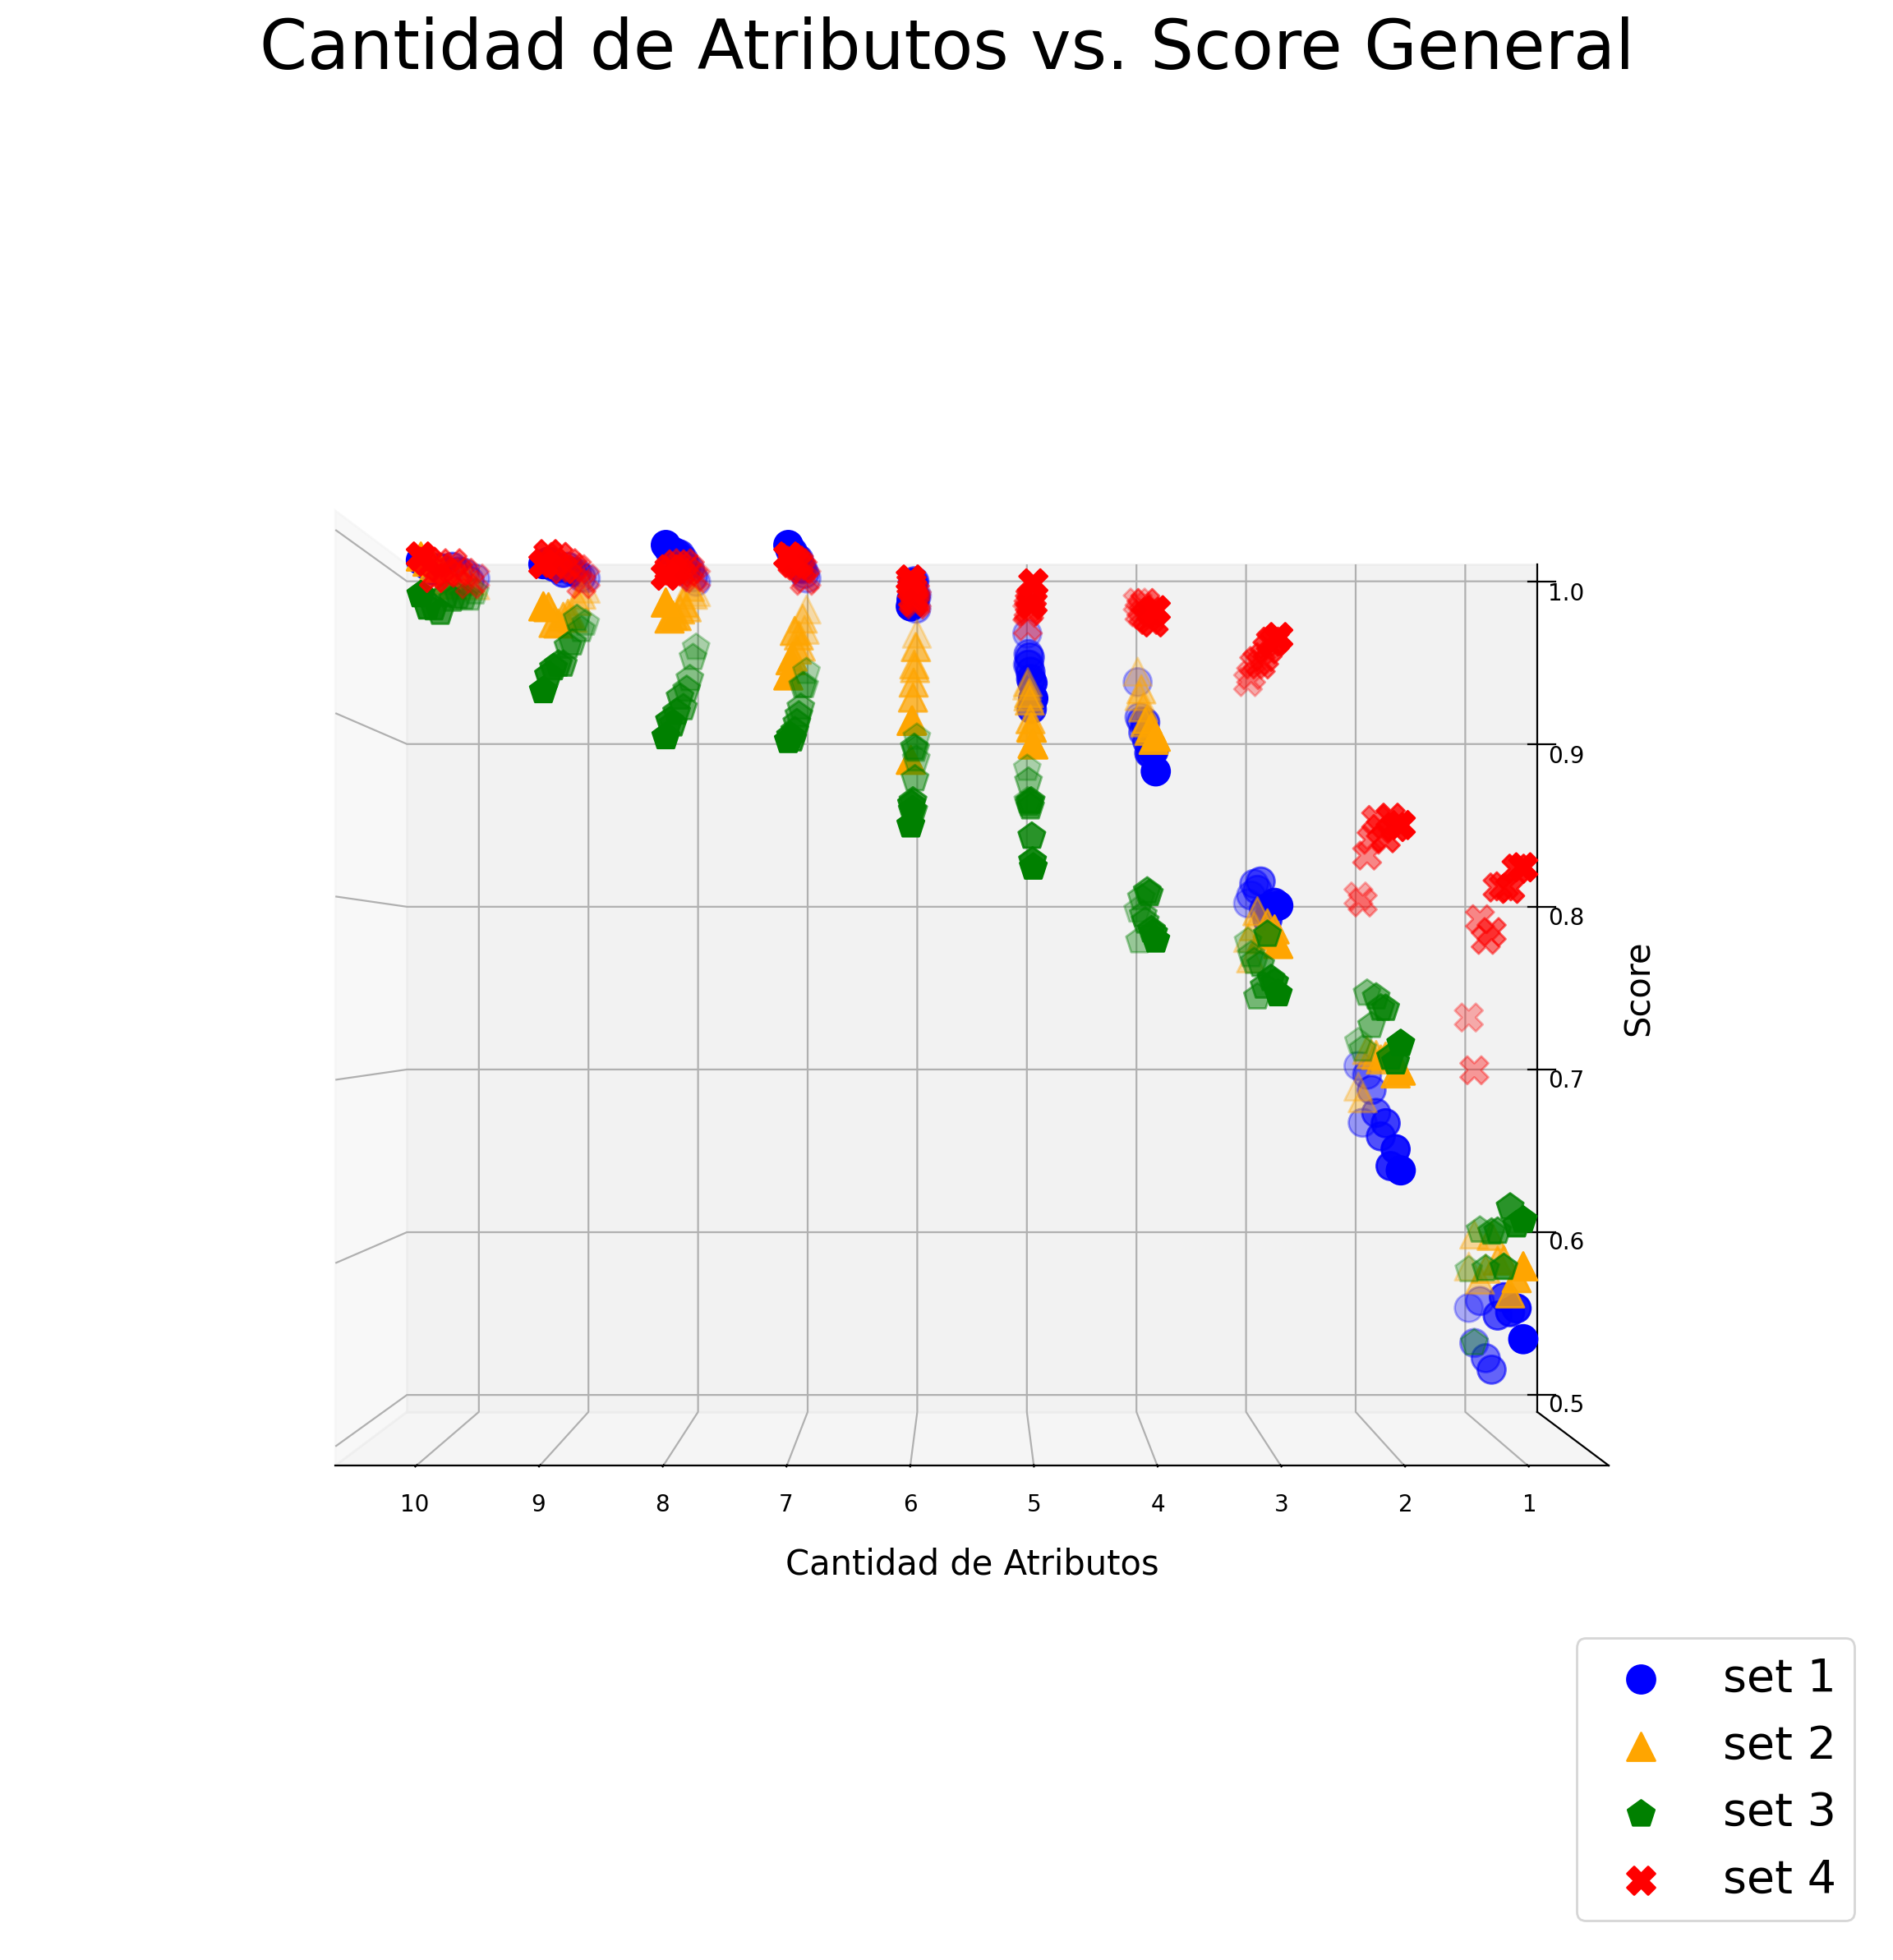 Cantidad de Atributos vs. Score General
1.0
0.9
0.8
Score
0.7
0.6
0.5
10 9 8 7 6 5 4 3 2 1
Cantidad de Atributos
set 1
set 2
set 3
set 4